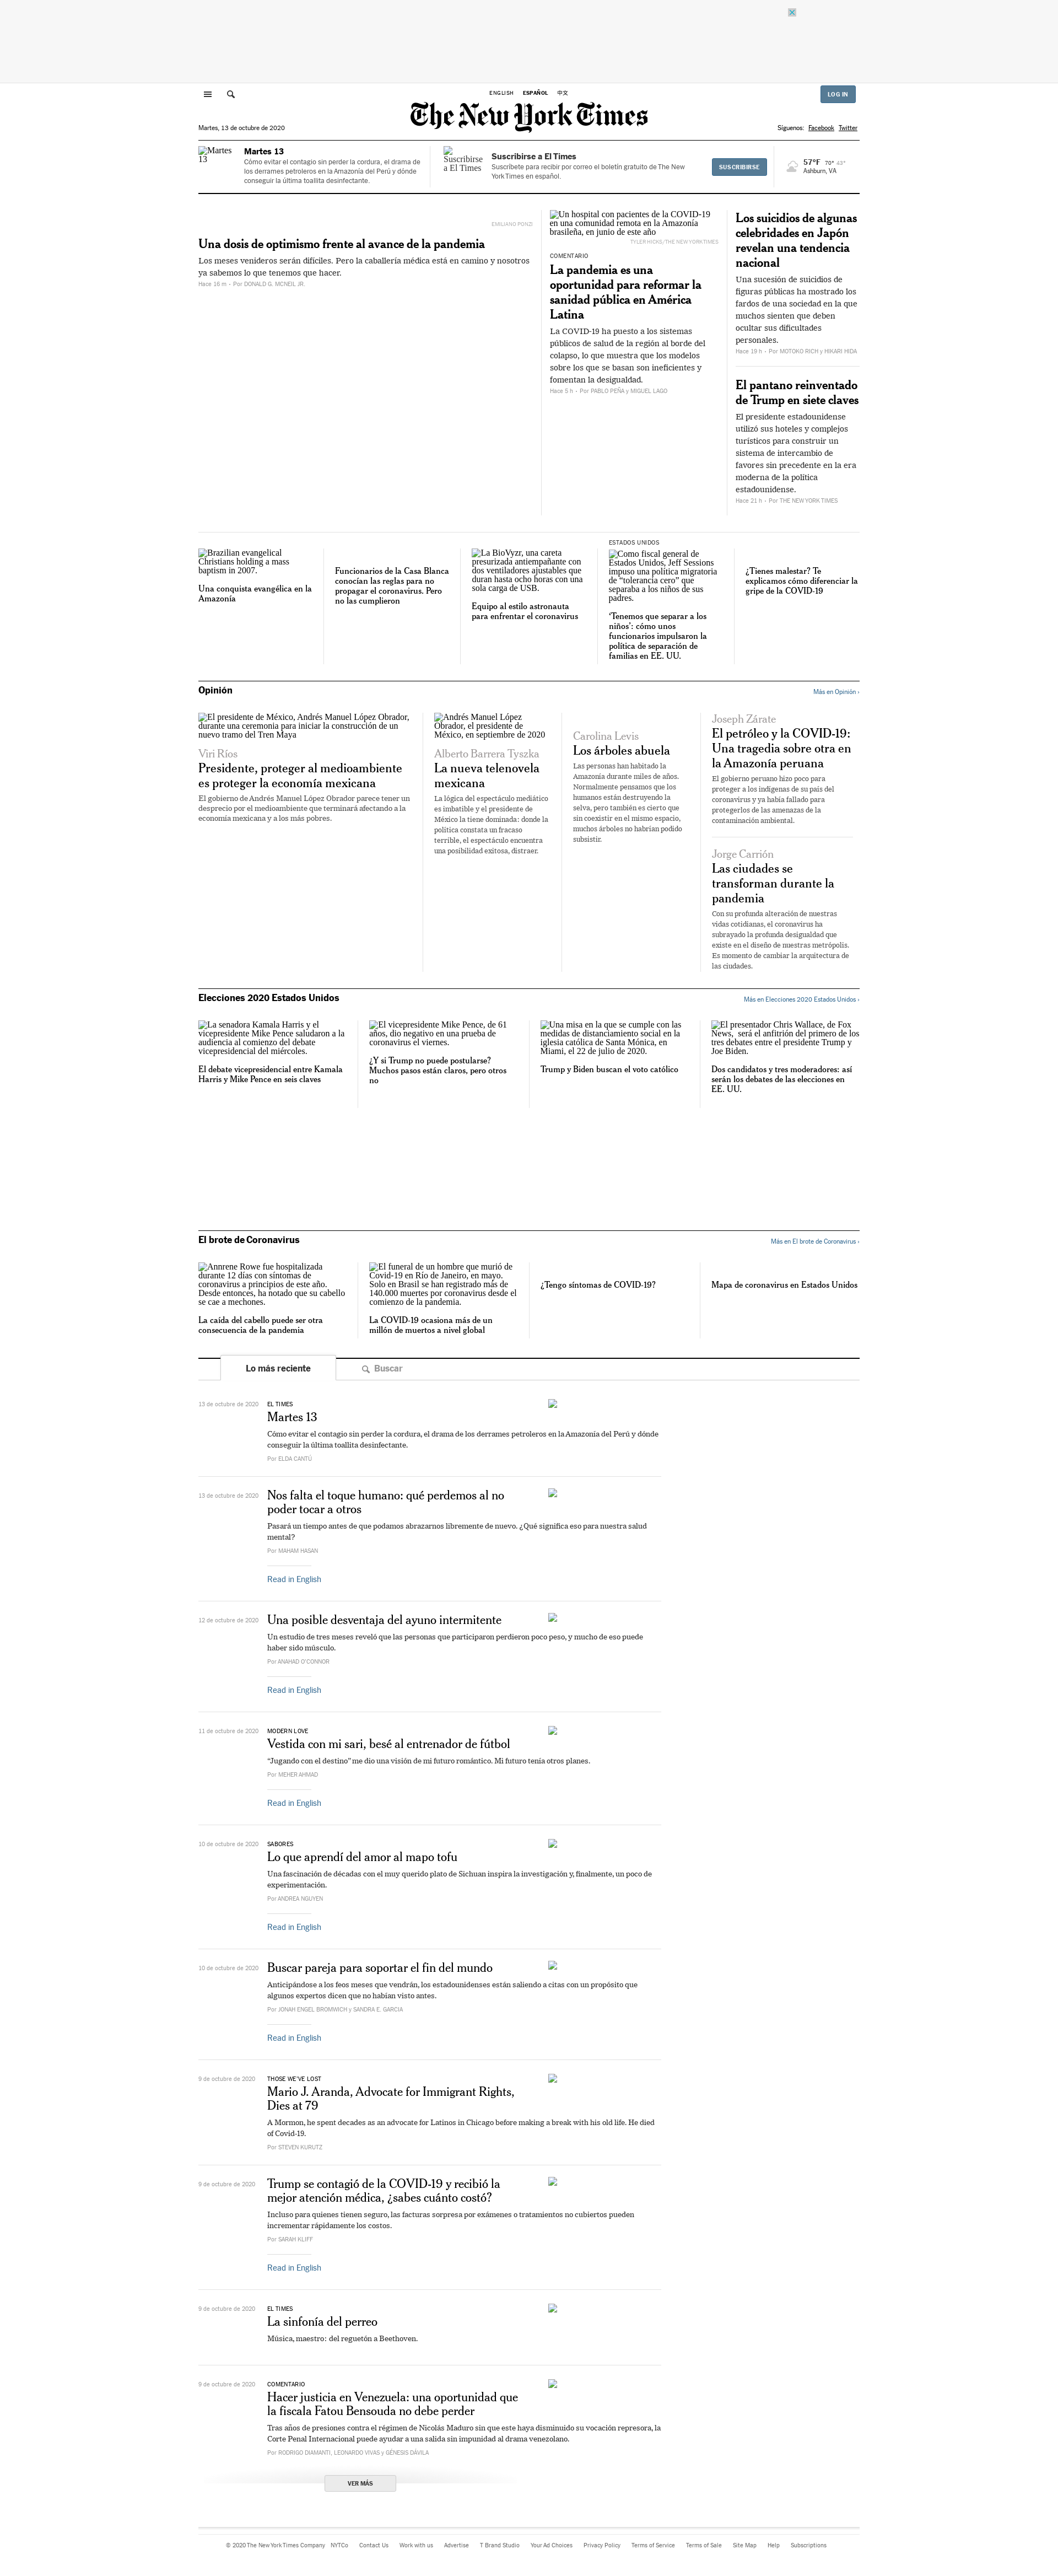 ENGLISH ESPAÑOL 中文
LOG IN
The New York Times
Martes, 13 de octubre de 2020
Síguenos: Facebook Twitter
Martes
13
Martes 13
Cómo evitar el contagio sin perder la cordura, el drama de
los derrames petroleros en la Amazonía del Perú y dónde
conseguir la última toallita desinfectante.
Suscribirse
a El Times
Suscribirse a El Times
Suscríbete para recibir por correo el boletín gratuito de The New
York Times en español.
SUSCRIBIRSE
57°F 70° 43°
Ashburn, VA
EMILIANO PONZI
Una dosis de optimismo frente al avance de la pandemia
Los meses venideros serán difíciles. Pero la caballería médica está en camino y nosotros
ya sabemos lo que tenemos que hacer.
Hace 16 m - Por DONALD G. MCNEIL JR.
Un hospital con pacientes de la COVID-19
en una comunidad remota en la Amazonía
brasileña, en junio de este año
TYLER HICKS/THE NEW YORK TIMES
COMENTARIO
La pandemia es una
oportunidad para reformar la
sanidad pública en América
Latina
La COVID-19 ha puesto a los sistemas
públicos de salud de la región al borde del
colapso, lo que muestra que los modelos
sobre los que se basan son ineficientes y
fomentan la desigualdad.
Hace 5 h - Por PABLO PEÑA y MIGUEL LAGO
Los suicidios de algunas
celebridades en Japón
revelan una tendencia
nacional
Una sucesión de suicidios de
figuras públicas ha mostrado los
fardos de una sociedad en la que
muchos sienten que deben
ocultar sus dificultades
personales.
Hace 19 h - Por MOTOKO RICH y HIKARI HIDA
El pantano reinventado
de Trump en siete claves
El presidente estadounidense
utilizó sus hoteles y complejos
turísticos para construir un
sistema de intercambio de
favores sin precedente en la era
moderna de la política
estadounidense.
Hace 21 h - Por THE NEW YORK TIMES
Brazilian evangelical
Christians holding a mass
baptism in 2007.
Una conquista evangélica en la
Amazonía
Funcionarios de la Casa Blanca
conocían las reglas para no
propagar el coronavirus. Pero
no las cumplieron
La BioVyzr, una careta
presurizada antiempañante con
dos ventiladores ajustables que
duran hasta ocho horas con una
sola carga de USB.
Equipo al estilo astronauta
para enfrentar el coronavirus
ESTADOS UNIDOS
Como fiscal general de
Estados Unidos, Jeff Sessions
impuso una política migratoria
de “tolerancia cero” que
separaba a los niños de sus
padres.
‘Tenemos que separar a los
niños’: cómo unos
funcionarios impulsaron la
política de separación de
familias en EE. UU.
¿Tienes malestar? Te
explicamos cómo diferenciar la
gripe de la COVID-19
Opinión
Más en Opinión ›
El presidente de México, Andrés Manuel López Obrador,
durante una ceremonia para iniciar la construcción de un
nuevo tramo del Tren Maya
Viri Ríos
Presidente, proteger al medioambiente
es proteger la economía mexicana
El gobierno de Andrés Manuel López Obrador parece tener un
desprecio por el medioambiente que terminará afectando a la
economía mexicana y a los más pobres.
Andrés Manuel López
Obrador, el presidente de
México, en septiembre de 2020
Alberto Barrera Tyszka
La nueva telenovela
mexicana
La lógica del espectáculo mediático
es imbatible y el presidente de
México la tiene dominada: donde la
política constata un fracaso
terrible, el espectáculo encuentra
una posibilidad exitosa, distraer.
Carolina Levis
Los árboles abuela
Las personas han habitado la
Amazonía durante miles de años.
Normalmente pensamos que los
humanos están destruyendo la
selva, pero también es cierto que
sin coexistir en el mismo espacio,
muchos árboles no habrían podido
subsistir.
Joseph Zárate
El petróleo y la COVID-19:
Una tragedia sobre otra en
la Amazonía peruana
El gobierno peruano hizo poco para
proteger a los indígenas de su país del
coronavirus y ya había fallado para
protegerlos de las amenazas de la
contaminación ambiental.
Jorge Carrión
Las ciudades se
transforman durante la
pandemia
Con su profunda alteración de nuestras
vidas cotidianas, el coronavirus ha
subrayado la profunda desigualdad que
existe en el diseño de nuestras metrópolis.
Es momento de cambiar la arquitectura de
las ciudades.
Elecciones 2020 Estados Unidos
Más en Elecciones 2020 Estados Unidos ›
La senadora Kamala Harris y el
vicepresidente Mike Pence saludaron a la
audiencia al comienzo del debate
vicepresidencial del miércoles.
El debate vicepresidencial entre Kamala
Harris y Mike Pence en seis claves
El vicepresidente Mike Pence, de 61
años, dio negativo en una prueba de
coronavirus el viernes.
¿Y si Trump no puede postularse?
Muchos pasos están claros, pero otros
no
Una misa en la que se cumple con las
medidas de distanciamiento social en la
iglesia católica de Santa Mónica, en
Miami, el 22 de julio de 2020.
Trump y Biden buscan el voto católico
El presentador Chris Wallace, de Fox
News, será el anfitrión del primero de los
tres debates entre el presidente Trump y
Joe Biden.
Dos candidatos y tres moderadores: así
serán los debates de las elecciones en
EE. UU.
El brote de Coronavirus
Más en El brote de Coronavirus ›
Annrene Rowe fue hospitalizada
durante 12 días con síntomas de
coronavirus a principios de este año.
Desde entonces, ha notado que su cabello
se cae a mechones.
La caída del cabello puede ser otra
consecuencia de la pandemia
El funeral de un hombre que murió de
Covid-19 en Río de Janeiro, en mayo.
Solo en Brasil se han registrado más de
140.000 muertes por coronavirus desde el
comienzo de la pandemia.
La COVID-19 ocasiona más de un
millón de muertos a nivel global
¿Tengo síntomas de COVID-19?
Mapa de coronavirus en Estados Unidos
Lo más reciente
Buscar
13 de octubre de 2020
EL TIMES
Martes 13
Cómo evitar el contagio sin perder la cordura, el drama de los derrames petroleros en la Amazonía del Perú y dónde
conseguir la última toallita desinfectante.
Por ELDA CANTÚ
13 de octubre de 2020
Nos falta el toque humano: qué perdemos al no
poder tocar a otros
Pasará un tiempo antes de que podamos abrazarnos libremente de nuevo. ¿Qué significa eso para nuestra salud
mental?
Por MAHAM HASAN
Read in English
12 de octubre de 2020
Una posible desventaja del ayuno intermitente
Un estudio de tres meses reveló que las personas que participaron perdieron poco peso, y mucho de eso puede
haber sido músculo.
Por ANAHAD O’CONNOR
Read in English
11 de octubre de 2020
MODERN LOVE
Vestida con mi sari, besé al entrenador de fútbol
“Jugando con el destino” me dio una visión de mi futuro romántico. Mi futuro tenía otros planes.
Por MEHER AHMAD
Read in English
10 de octubre de 2020
SABORES
Lo que aprendí del amor al mapo tofu
Una fascinación de décadas con el muy querido plato de Sichuan inspira la investigación y, finalmente, un poco de
experimentación.
Por ANDREA NGUYEN
Read in English
10 de octubre de 2020
Buscar pareja para soportar el fin del mundo
Anticipándose a los feos meses que vendrán, los estadounidenses están saliendo a citas con un propósito que
algunos expertos dicen que no habían visto antes.
Por JONAH ENGEL BROMWICH y SANDRA E. GARCIA
Read in English
9 de octubre de 2020
THOSE WE’VE LOST
Mario J. Aranda, Advocate for Immigrant Rights,
Dies at 79
A Mormon, he spent decades as an advocate for Latinos in Chicago before making a break with his old life. He died
of Covid-19.
Por STEVEN KURUTZ
9 de octubre de 2020
Trump se contagió de la COVID-19 y recibió la
mejor atención médica, ¿sabes cuánto costó?
Incluso para quienes tienen seguro, las facturas sorpresa por exámenes o tratamientos no cubiertos pueden
incrementar rápidamente los costos.
Por SARAH KLIFF
Read in English
9 de octubre de 2020
EL TIMES
La sinfonía del perreo
Música, maestro: del reguetón a Beethoven.
9 de octubre de 2020
COMENTARIO
Hacer justicia en Venezuela: una oportunidad que
la fiscala Fatou Bensouda no debe perder
Tras años de presiones contra el régimen de Nicolás Maduro sin que este haya disminuido su vocación represora, la
Corte Penal Internacional puede ayudar a una salida sin impunidad al drama venezolano.
Por RODRIGO DIAMANTI, LEONARDO VIVAS y GÉNESIS DÁVILA
VER MÁS
© 2020 The New York Times Company NYTCo Contact Us Work with us Advertise T Brand Studio Your Ad Choices Privacy Policy Terms of Service Terms of Sale Site Map Help Subscriptions